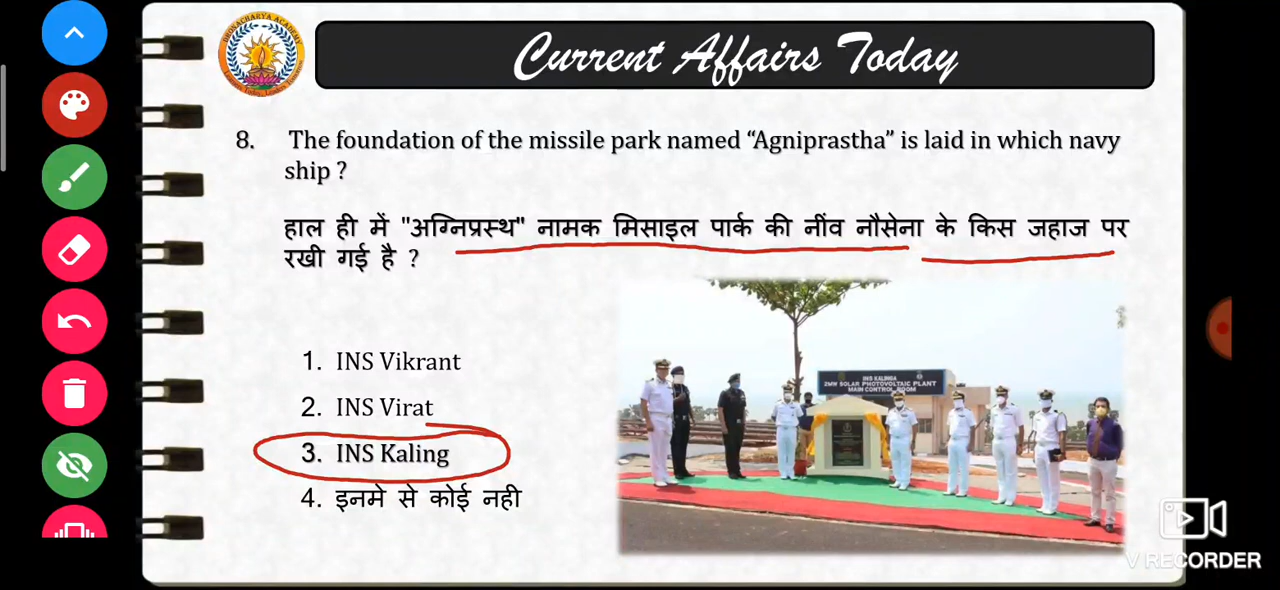 DRONACHARYA ACADEMY
Current Affairs Today
8. The foundation of the missile park named “Agniprastha” is laid in which navy
ship ?
हाल ही में "अग्निप्रस्थ" नामक मिसाइल पार्क की नींव नौसेना के किस जहाज पर
रखी गई है ?
1. INS Vikrant
2. INS Virat
3. INS Kaling
4. इनमे से कोई नही
INS KALINGA
2MW SOLAR PHOTOVOLTAIC PLANT
MAIN CONTROL ROOM
V RECORDER